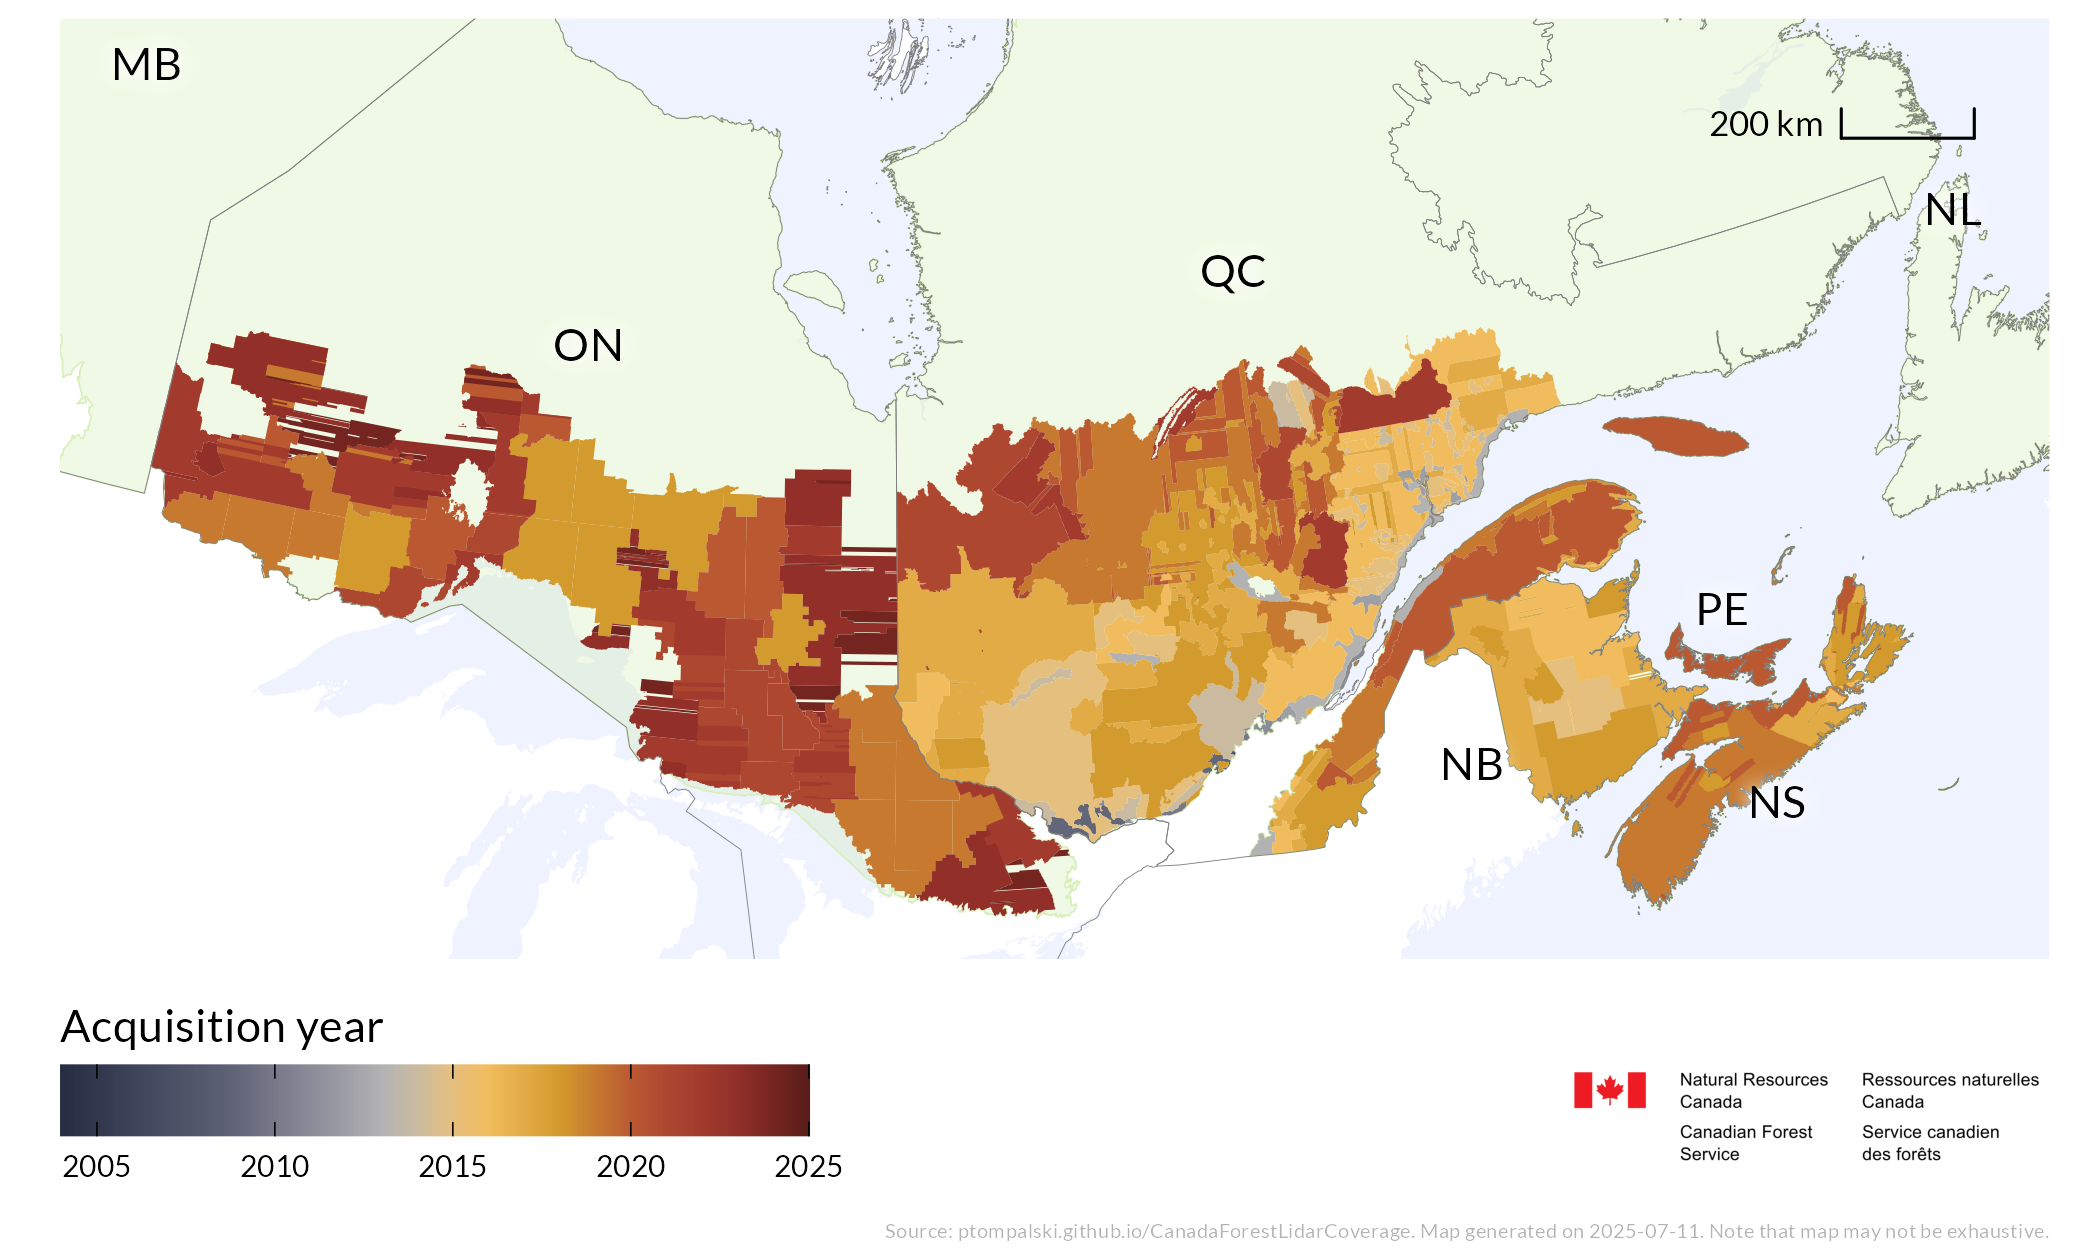 MB
200 km
NL
QC
ON
PE
NB
NS
Acquisition year
2005 2010 2015 2020 2025
Natural Resources
Canada
Canadian Forest
Service
Ressources naturelles
Canada
Service canadien
des forêts
Source: ptompalski.github.io/CanadaForestLidarCoverage. Map generated on 2025-07-11. Note that map may not be exhaustive.